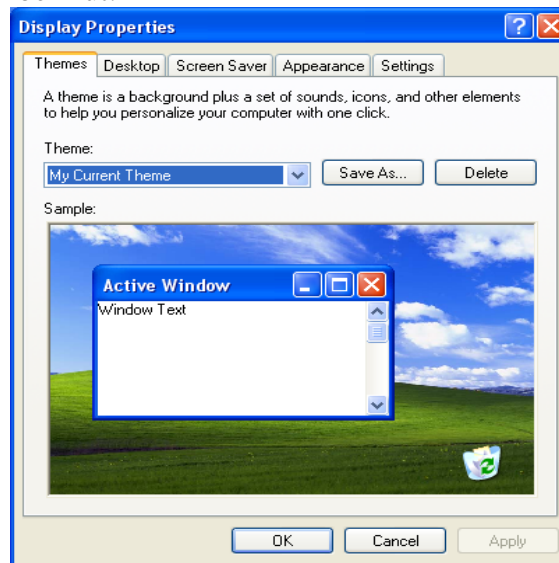 Display Properties
Themes Desktop Screen Saver Appearance Settings
A theme is a background plus a set of sounds, icons, and other elements
to help you personalize your computer with one click.
Theme:
My Current Theme
Save As... Delete
Sample:
Active Window
Window Text
OK Cancel Apply